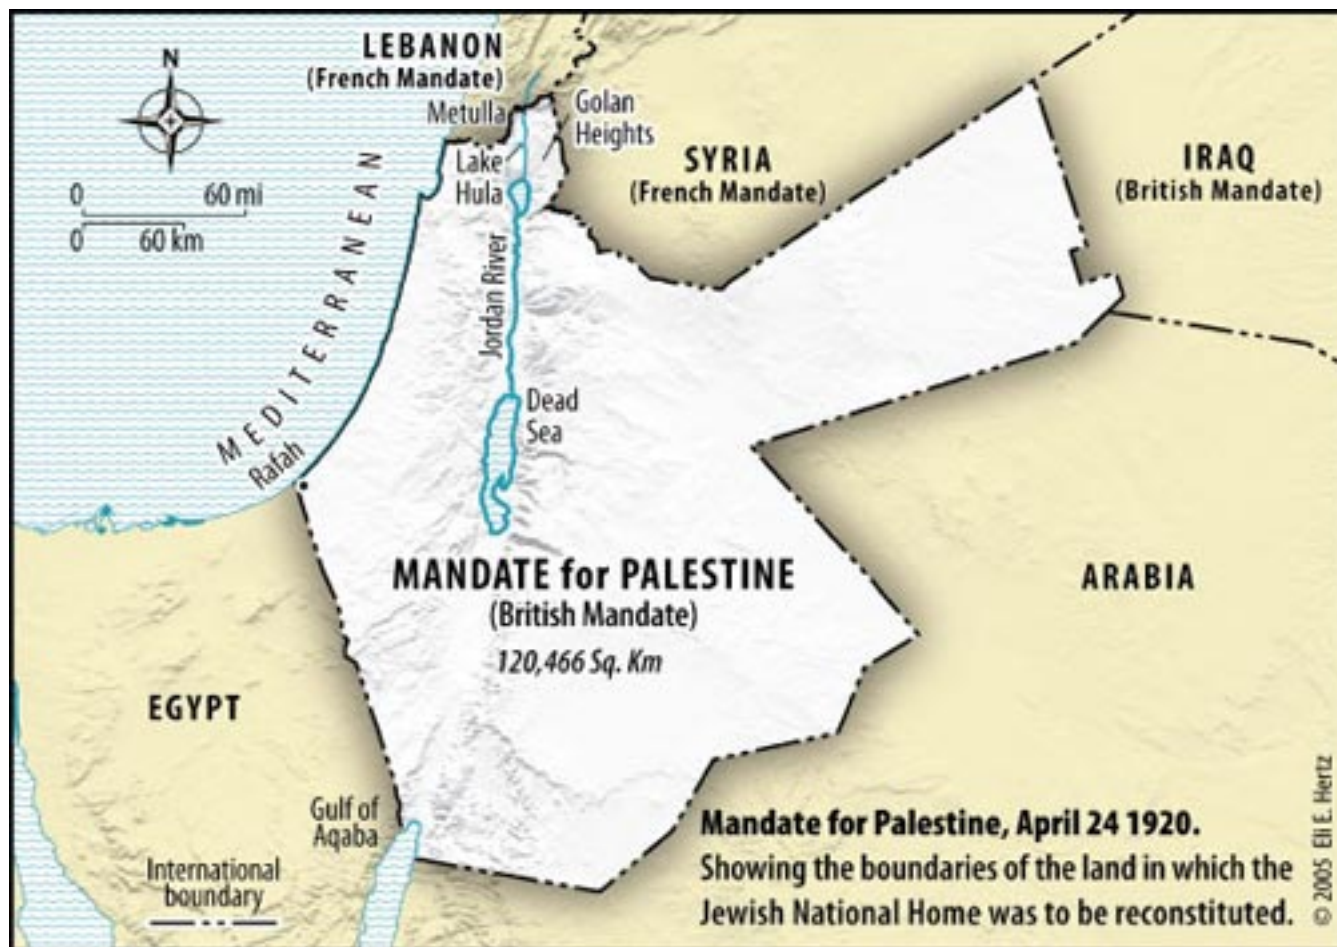 LEBANON
(French Mandate)
N
Metulla
Golan
Heights
Lake
Hula
SYRIA
(French Mandate)
IRAQ
(British Mandate)
0 60 mi
0 60 km
MEDITERRANEAN
Jordan River
Rafah
Dead
Sea
MANDATE for PALESTINE
(British Mandate)
120,466 Sq. Km
ARABIA
EGYPT
Gulf of
Aqaba
International
boundary
Mandate for Palestine, April 24 1920.
Showing the boundaries of the land in which the
Jewish National Home was to be reconstituted.
© 2005 Eli E. Hertz